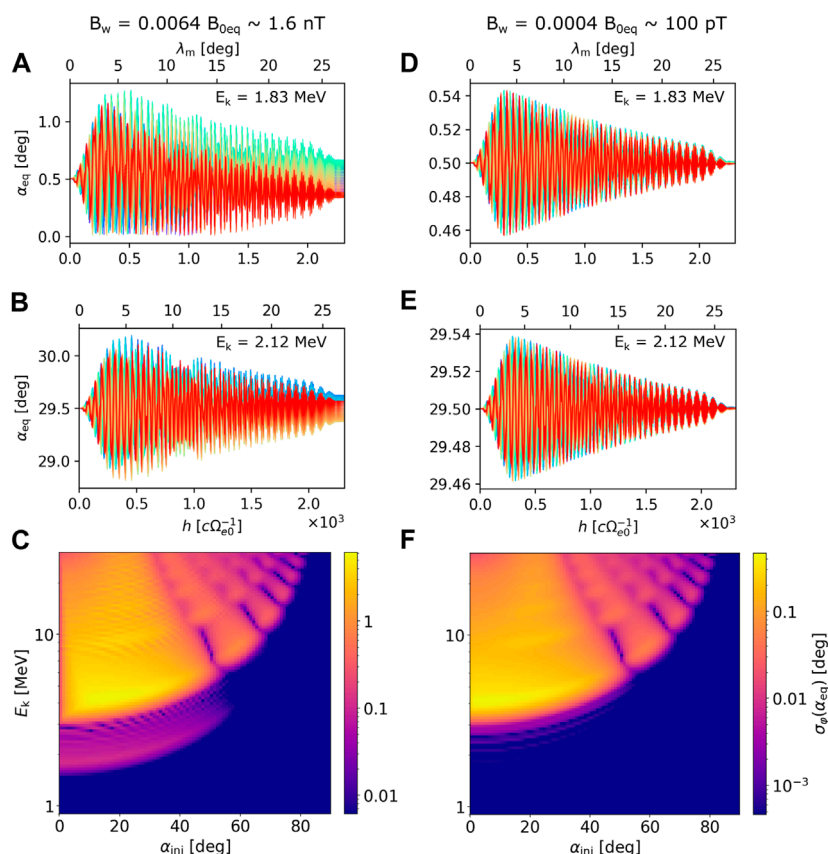 B_w = 0.0064 B_0eq ~ 1.6 nT
B_w = 0.0004 B_0eq ~ 100 pT
λ_m [deg]
λ_m [deg]
A
D
0 5 10 15 20 25
0 5 10 15 20 25
E_k = 1.83 MeV
E_k = 1.83 MeV
α_eq [deg]
1.0
0.5
0.0
0.54
0.52
0.50
0.48
0.46
0.0 0.5 1.0 1.5 2.0
0.0 0.5 1.0 1.5 2.0
B
E
0 5 10 15 20 25
0 5 10 15 20 25
E_k = 2.12 MeV
E_k = 2.12 MeV
α_eq [deg]
30.0
29.5
29.0
29.54
29.52
29.50
29.48
29.46
0.0 0.5 1.0 1.5 2.0
0.0 0.5 1.0 1.5 2.0
h [cΩ_e0^-1]
×10^3
h [cΩ_e0^-1]
×10^3
C
F
E_k [MeV]
10
1
1
0.1
0.01
10
1
0.1
0.01
10^-3
σ_φ(α_eq) [deg]
0 20 40 60 80
0 20 40 60 80
α_inj [deg]
α_inj [deg]